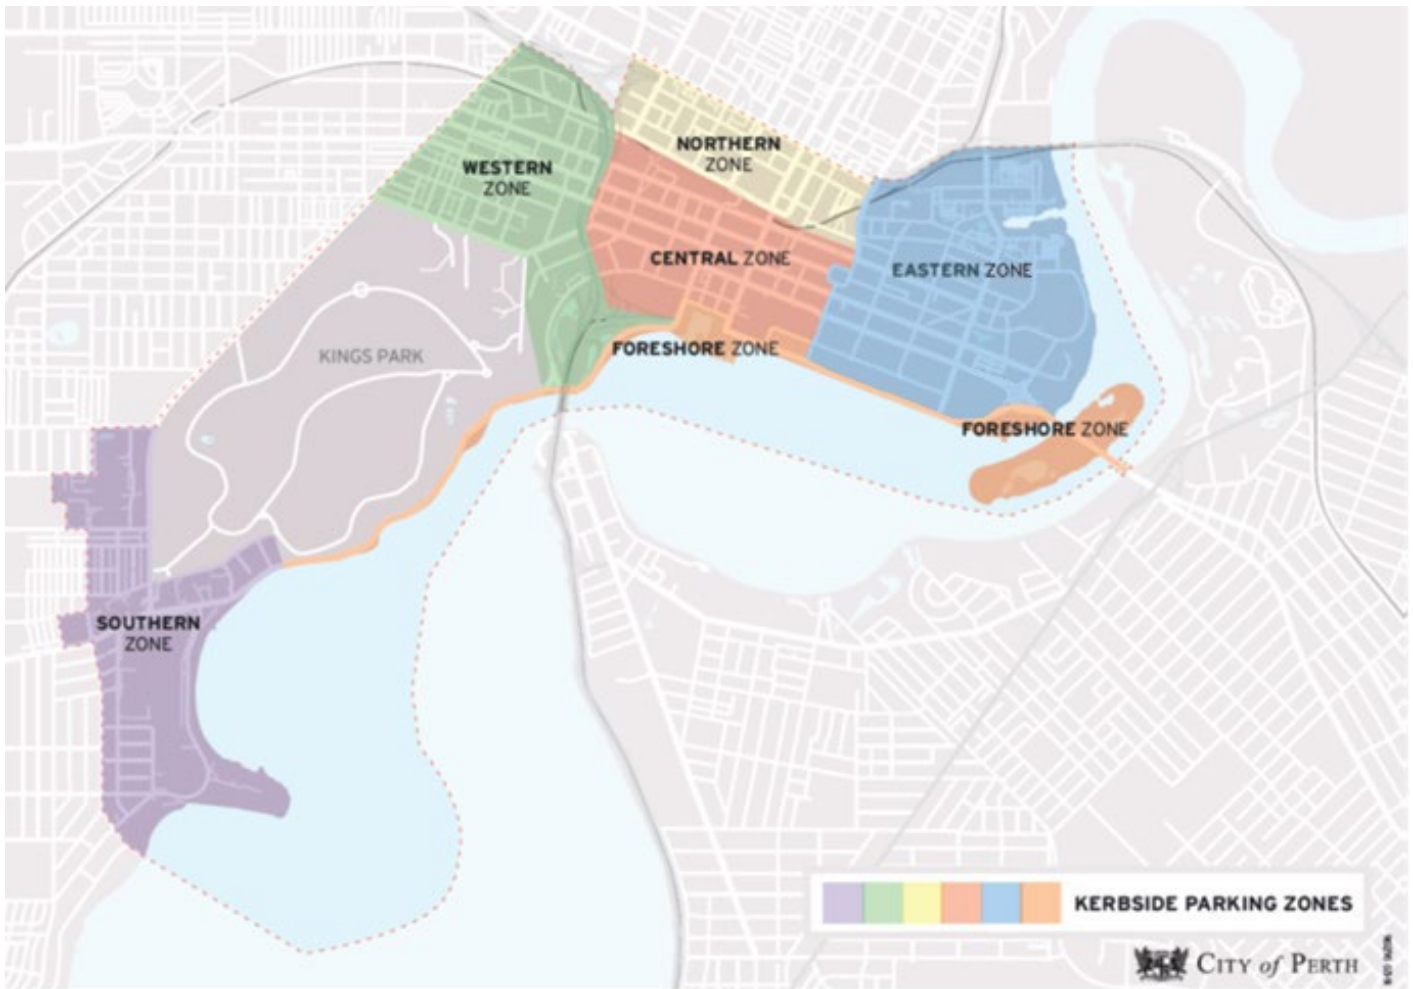 WESTERN
ZONE
NORTHERN
ZONE
CENTRAL ZONE
EASTERN ZONE
KINGS PARK
FORESHORE ZONE
FORESHORE ZONE
SOUTHERN
ZONE
KERBSIDE PARKING ZONES
CITY of PERTH